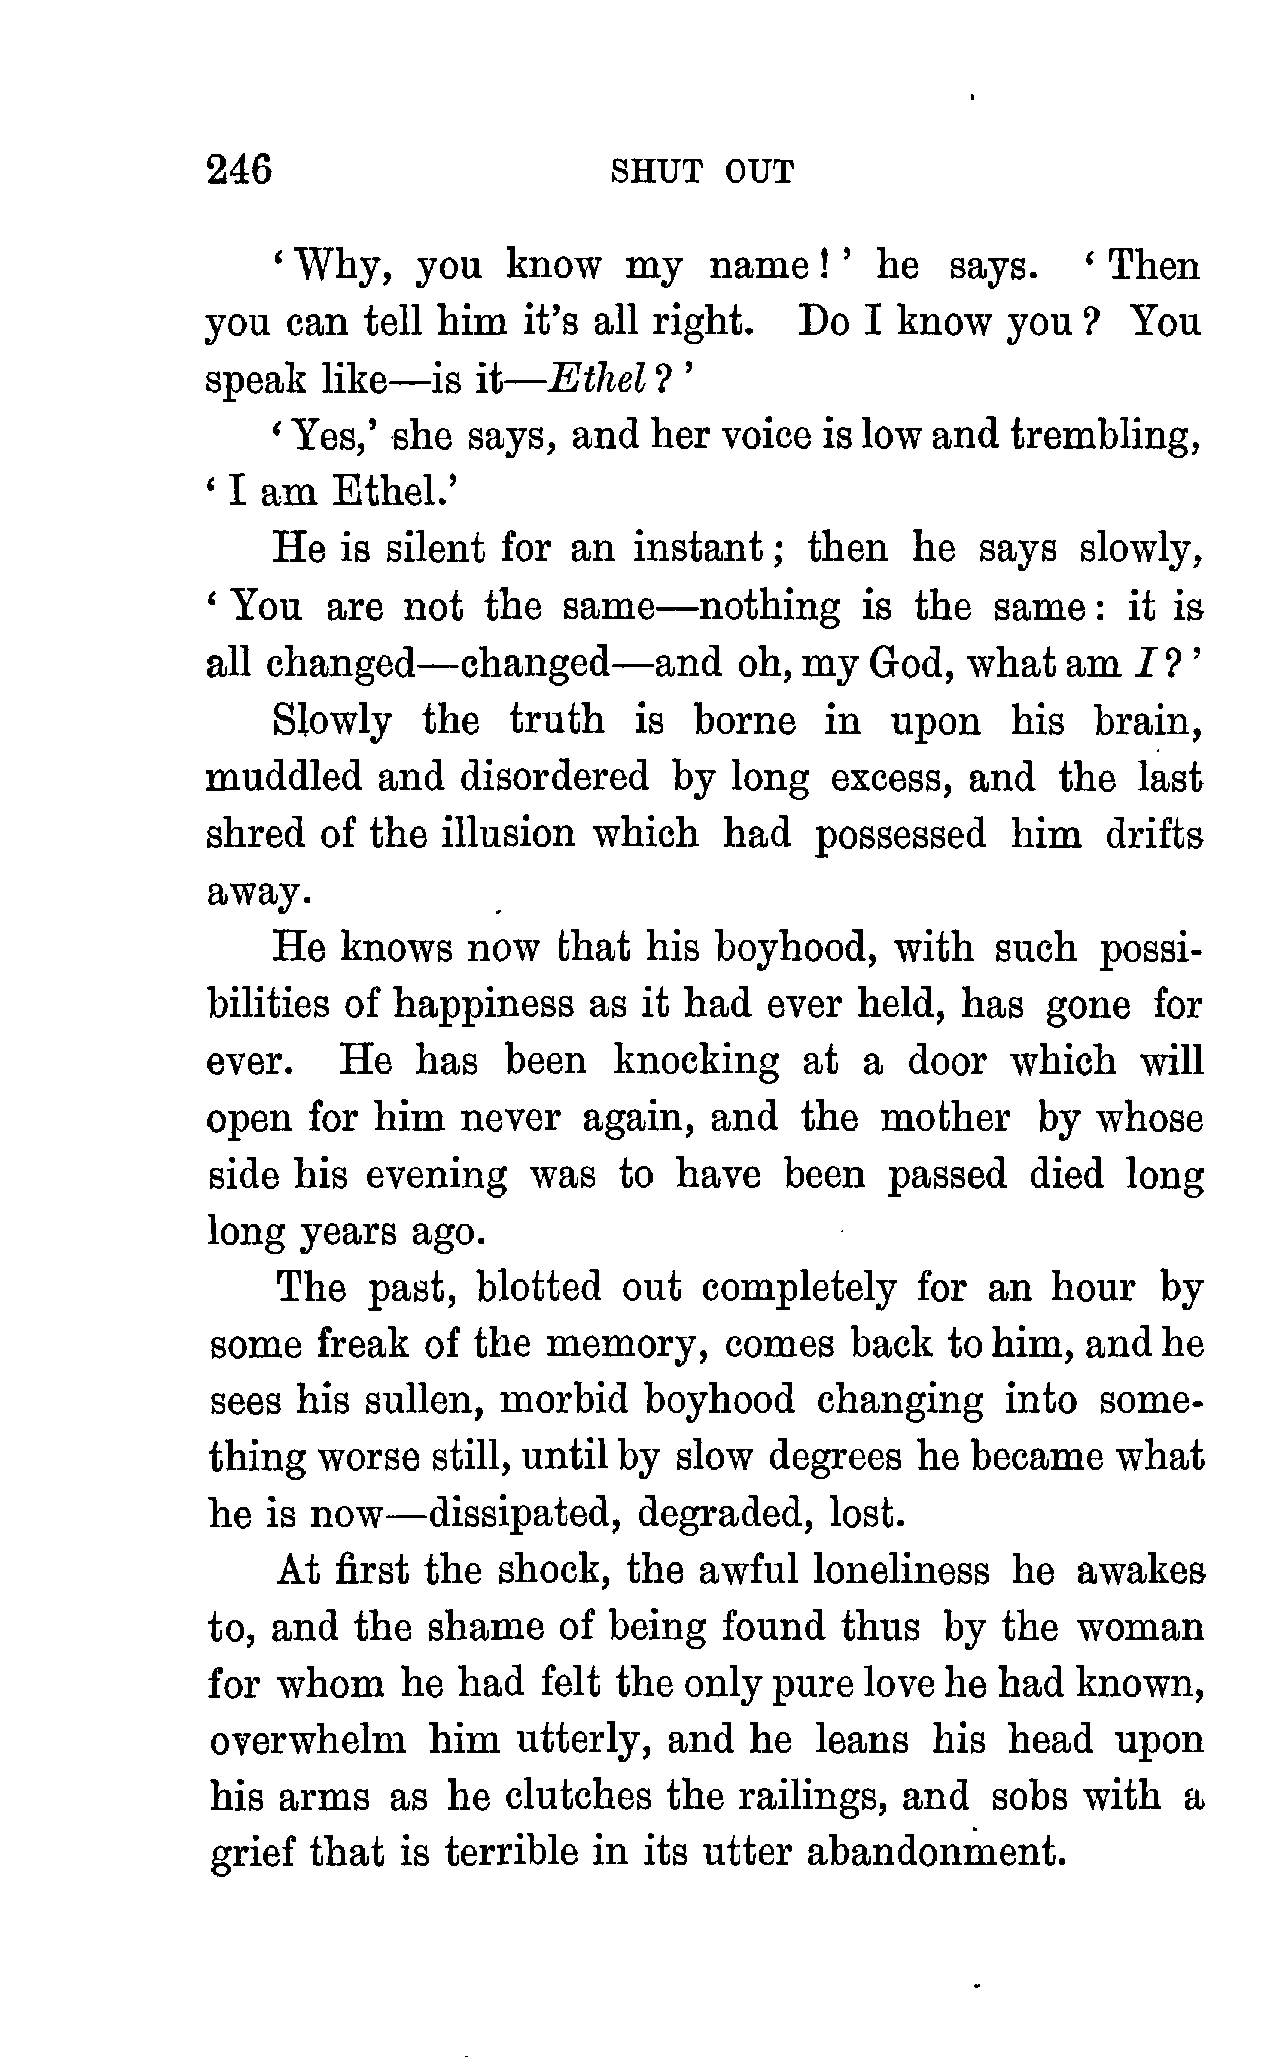 246 SHUT OUT
‘ Why, you know my name ! ’ he says. ‘ Then
you can tell him it’s all right. Do I know you ? You
speak like—is it—Ethel ? ’
‘ Yes,’ she says, and her voice is low and trembling,
‘ I am Ethel.’
He is silent for an instant ; then he says slowly,
‘ You are not the same—nothing is the same : it is
all changed—changed—and oh, my God, what am I ? ’
Slowly the truth is borne in upon his brain,
muddled and disordered by long excess, and the last
shred of the illusion which had possessed him drifts
away.
He knows now that his boyhood, with such possi-
bilities of happiness as it had ever held, has gone for
ever. He has been knocking at a door which will
open for him never again, and the mother by whose
side his evening was to have been passed died long
long years ago.
The past, blotted out completely for an hour by
some freak of the memory, comes back to him, and he
sees his sullen, morbid boyhood changing into some-
thing worse still, until by slow degrees he became what
he is now—dissipated, degraded, lost.
At first the shock, the awful loneliness he awakes
to, and the shame of being found thus by the woman
for whom he had felt the only pure love he had known,
overwhelm him utterly, and he leans his head upon
his arms as he clutches the railings, and sobs with a
grief that is terrible in its utter abandonment.